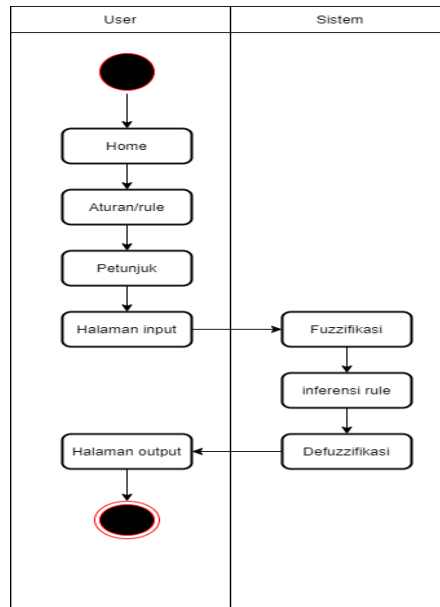 User
Sistem
Home
Aturan/rule
Petunjuk
Halaman input
Fuzzifikasi
inferensi rule
Halaman output
Defuzzifikasi